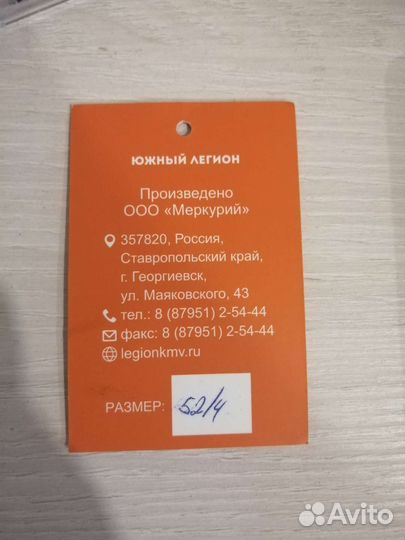 ЮЖНЫЙ ЛЕГИОН
Произведено
ООО «Меркурий»
357820, Россия,
Ставропольский край,
г. Георгиевск,
ул. Маяковского, 43
тел.: 8 (87951) 2-54-44
факс: 8 (87951) 2-54-44
legionkmv.ru
РАЗМЕР: 52/4
Avito